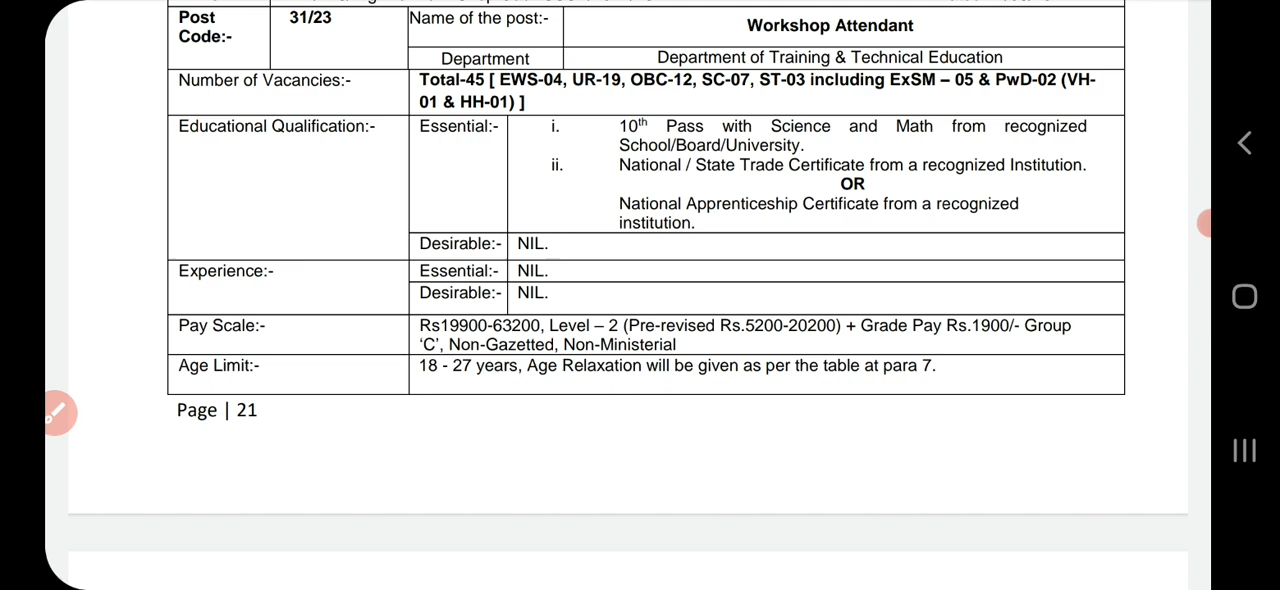 Post Code:- 31/23 Name of the post:- Workshop Attendant
Department Department of Training & Technical Education
Number of Vacancies:- Total-45 [ EWS-04, UR-19, OBC-12, SC-07, ST-03 including ExSM – 05 & PwD-02 (VH-
01 & HH-01) ]
Educational Qualification:- Essential:- i. 10th Pass with Science and Math from recognized
School/Board/University.
ii. National / State Trade Certificate from a recognized Institution.
OR
National Apprenticeship Certificate from a recognized
institution.
Desirable:- NIL.
Experience:- Essential:- NIL.
Desirable:- NIL.
Pay Scale:- Rs19900-63200, Level – 2 (Pre-revised Rs.5200-20200) + Grade Pay Rs.1900/- Group
‘C’, Non-Gazetted, Non-Ministerial
Age Limit:- 18 - 27 years, Age Relaxation will be given as per the table at para 7.
Page | 21